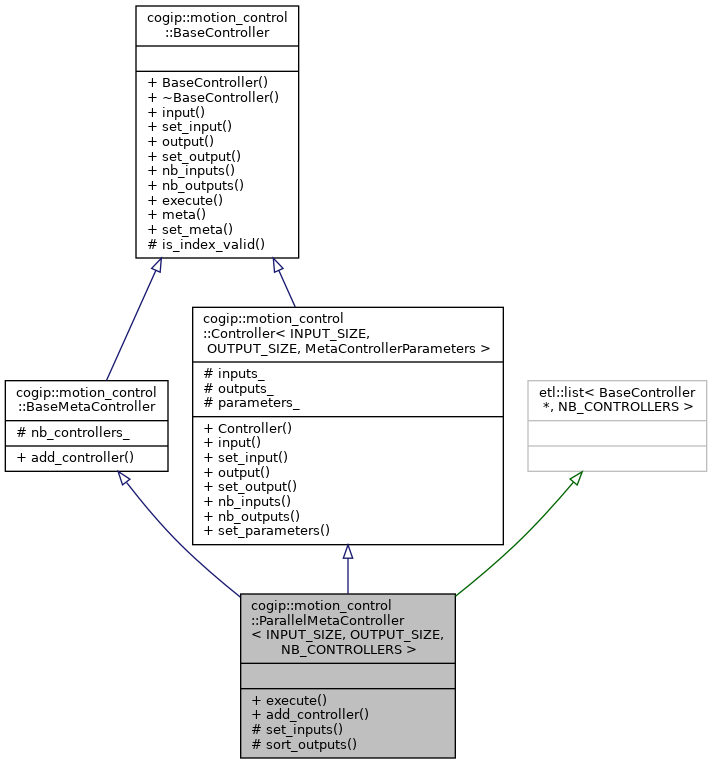 cogip::motion_control
::BaseController
+ BaseController()
+ ~BaseController()
+ input()
+ set_input()
+ output()
+ set_output()
+ nb_inputs()
+ nb_outputs()
+ execute()
+ meta()
+ set_meta()
# is_index_valid()
cogip::motion_control
::BaseMetaController
# nb_controllers_
+ add_controller()
cogip::motion_control
::Controller< INPUT_SIZE,
OUTPUT_SIZE, MetaControllerParameters >
# inputs_
# outputs_
# parameters_
+ Controller()
+ input()
+ set_input()
+ output()
+ set_output()
+ nb_inputs()
+ nb_outputs()
+ set_parameters()
etl::list< BaseController
*, NB_CONTROLLERS >
cogip::motion_control
::ParallelMetaController
< INPUT_SIZE, OUTPUT_SIZE,
NB_CONTROLLERS >
+ execute()
+ add_controller()
# set_inputs()
# sort_outputs()